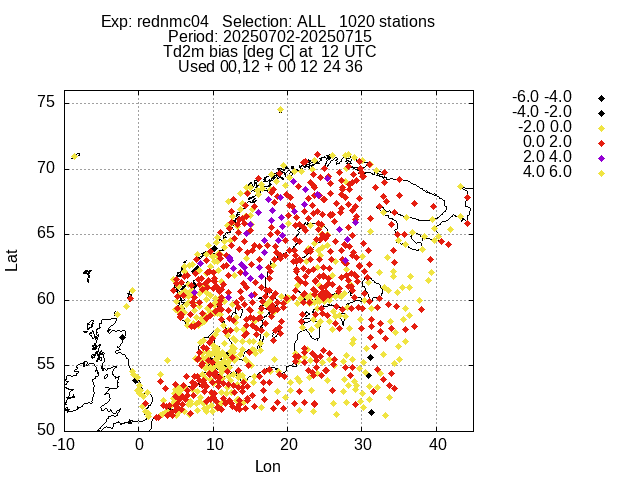 Exp: rednmc04 Selection: ALL 1020 stations
Period: 20250702-20250715
Td2m bias [deg C] at 12 UTC
Used 00,12 + 00 12 24 36
-6.0 -4.0
-4.0 -2.0
-2.0 0.0
0.0 2.0
2.0 4.0
4.0 6.0
75
70
65
60
55
50
Lat
-10 0 10 20 30 40
Lon